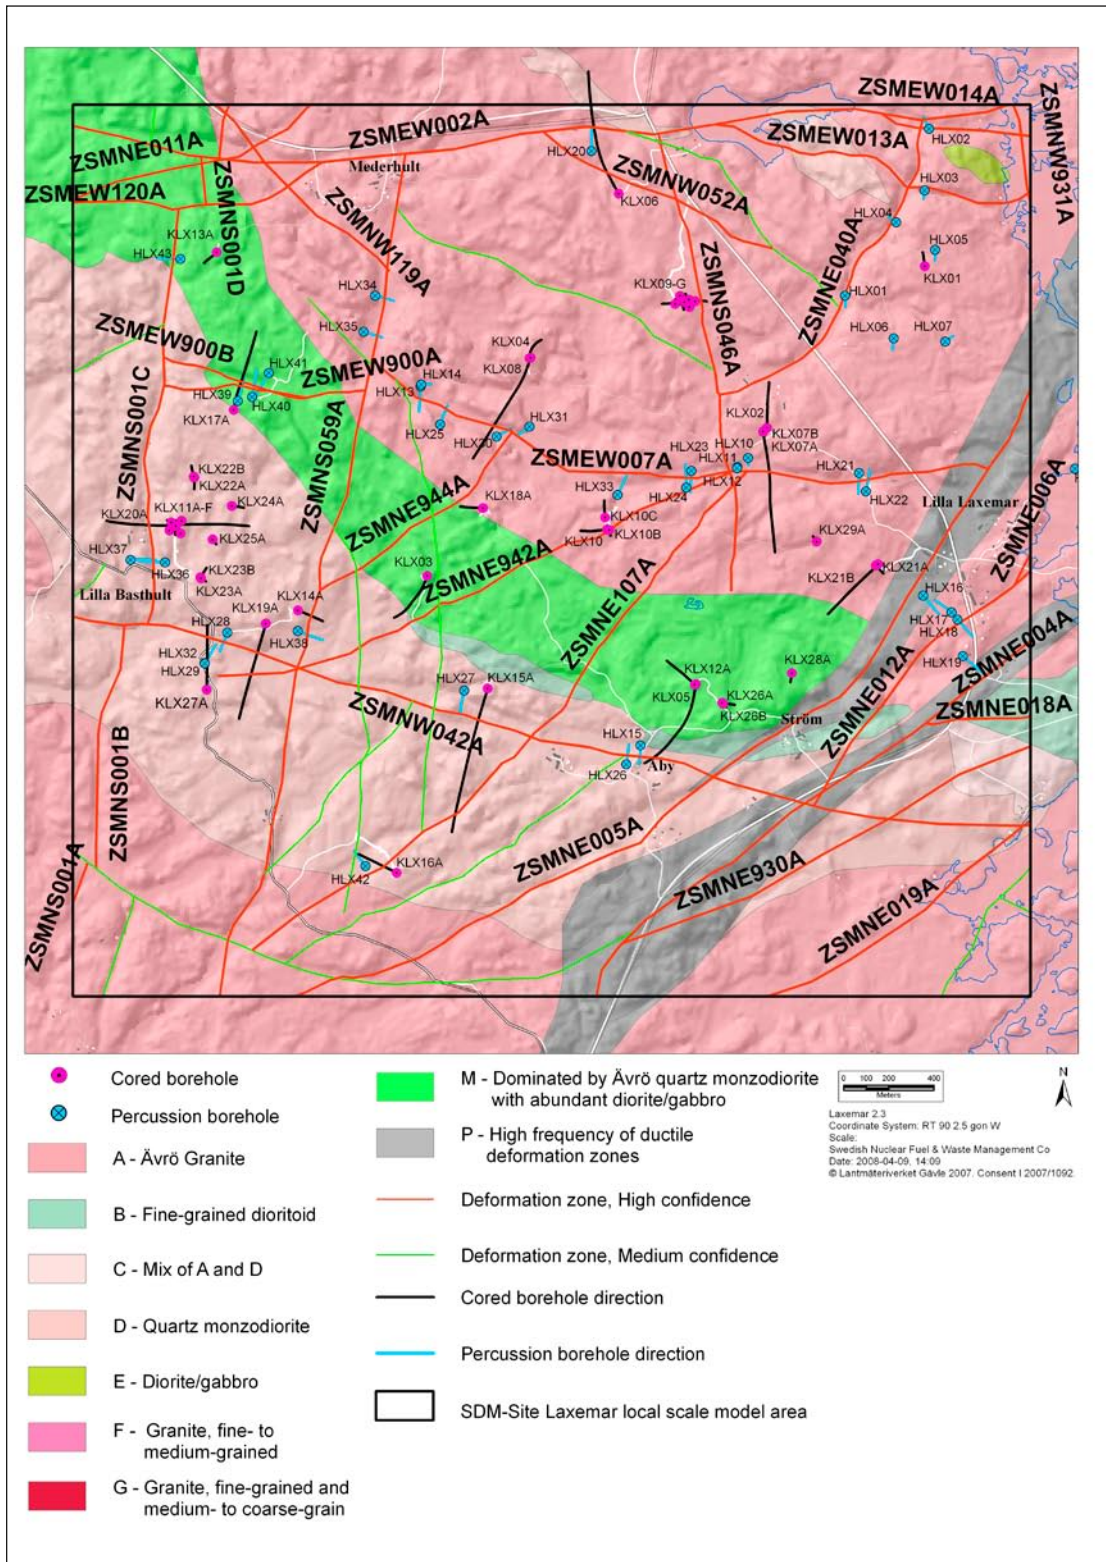 ZSMEW014A
ZSMNW931A
ZSMEW002A
ZSMEW013A
HLX02
ZSMNE011A
HLX20
Mederhult
ZSMNW052A
HLX03
ZSMEW120A
KLX06
HLX04
ZSMNS001D
KLX13A
ZSMNW119A
HLX43
HLX05
KLX01
KLX09-G
ZSMNS046A
ZSMNE040A
HLX34
HLX01
HLX35
HLX06
HLX07
KLX04
ZSMEW900B
ZSMEW900A
KLX08
HLX41
HLX14
HLX13
HLX39
HLX40
KLX17A
ZSMNS001C
HLX25
HLX31
HLX30
KLX02
KLX07B
KLX07A
ZSMNS059A
ZSMEW007A
HLX23
HLX10
HLX11
HLX12
HLX21
HLX22
HLX24
HLX33
KLX22B
KLX22A
KLX24A
KLX20A
KLX11A-F
KLX25A
ZSMNE944A
KLX18A
KLX10C
KLX10
KLX10B
Lilla Laxemar
ZSMNE006A
KLX29A
HLX37
HLX36
KLX23B
KLX23A
KLX03
ZSMNE942A
KLX21B
KLX21A
Lilla Basthult
KLX19A
KLX14A
ZSMNE107A
HLX16
HLX17
HLX18
HLX28
HLX38
ZSMNE004A
HLX32
HLX29
KLX27A
HLX27
KLX15A
KLX12A
KLX28A
HLX19
KLX05
KLX26A
KLX26B
Ström
ZSMNE012A
ZSMNE018A
ZSMNS001B
ZSMNW042A
HLX15
HLX26
Aby
ZSMNE005A
HLX42
KLX16A
ZSMNE930A
ZSMNS001A
ZSMNE019A
Cored borehole
Percussion borehole
A - Ävrö Granite
B - Fine-grained dioritoid
C - Mix of A and D
D - Quartz monzodiorite
E - Diorite/gabbro
F - Granite, fine- to
medium-grained
G - Granite, fine-grained and
medium- to coarse-grain
M - Dominated by Ävrö quartz monzodiorite
with abundant diorite/gabbro
P - High frequency of ductile
deformation zones
Deformation zone, High confidence
Deformation zone, Medium confidence
Cored borehole direction
Percussion borehole direction
SDM-Site Laxemar local scale model area
0 100 200 400
Meters
N
Laxemar 2.3
Coordinate System: RT 90 2.5 gon W
Scale:
Swedish Nuclear Fuel & Waste Management Co
Date: 2008-04-09, 14:09
© Lantmäteriverket Gävle 2007. Consent I 2007/1092.